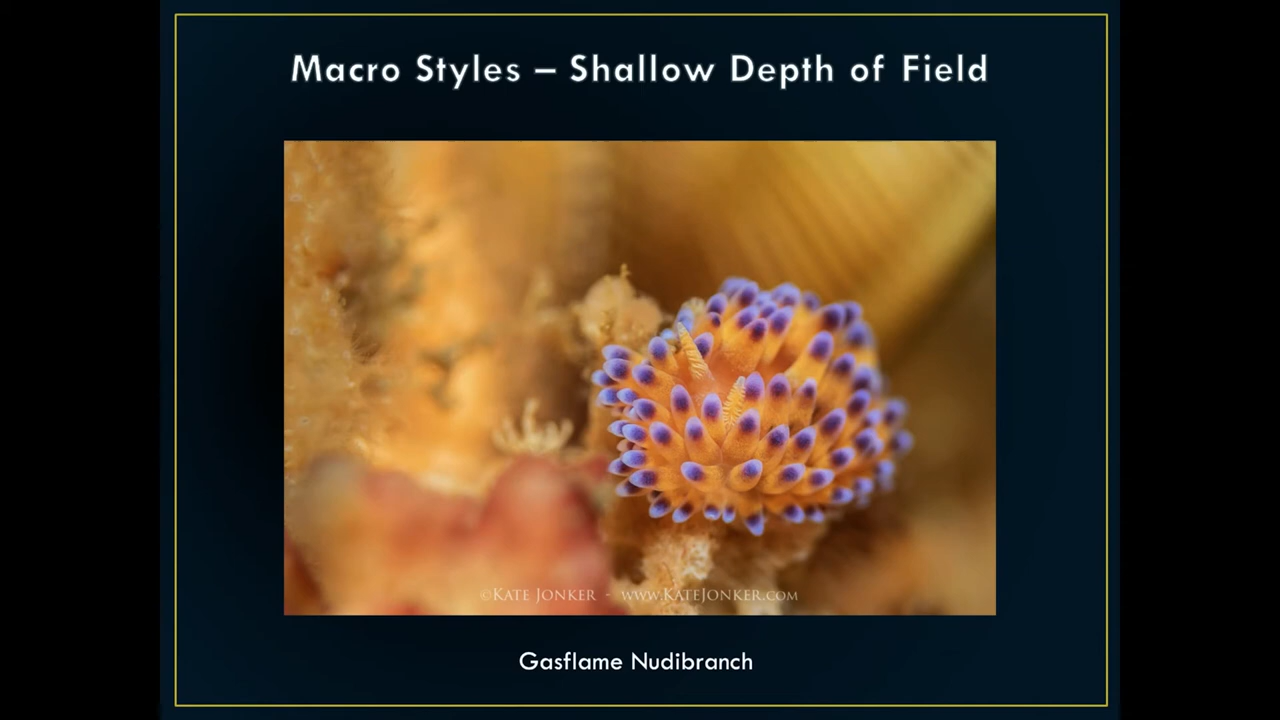 Macro Styles – Shallow Depth of Field
©Kate Jonker - www.KateJonker.com
Gasflame Nudibranch